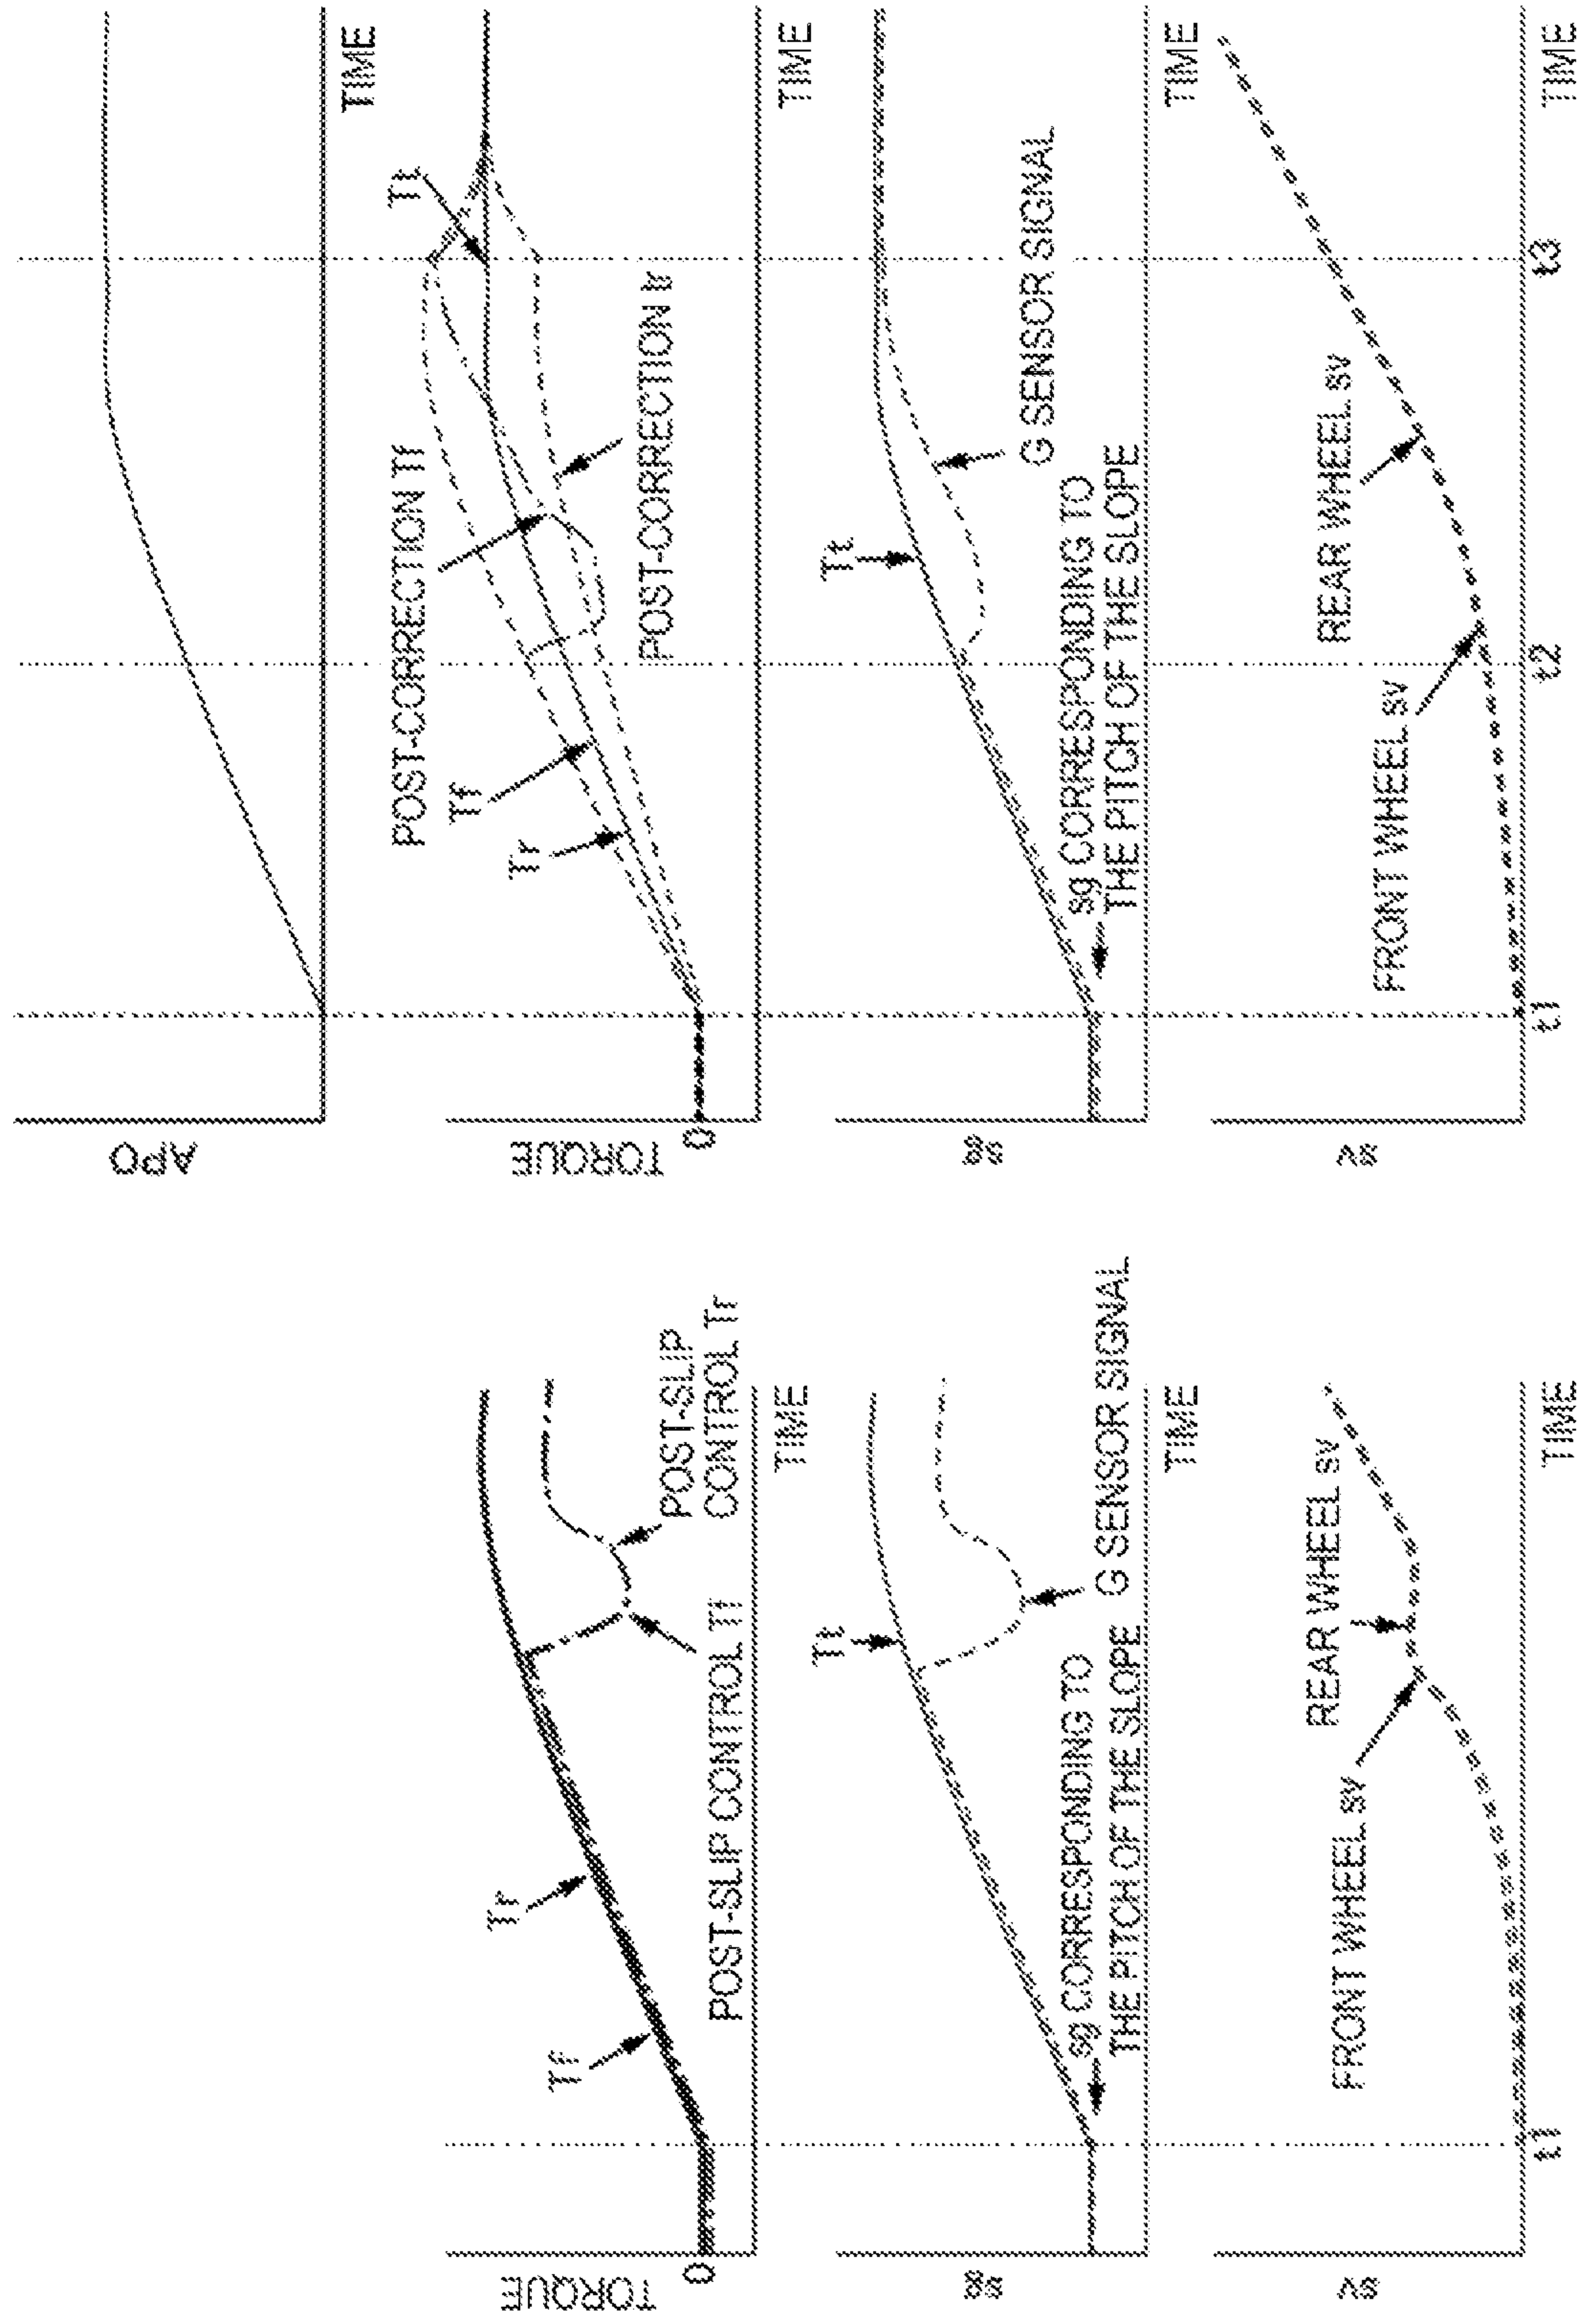 TORQUE
0
Tf
Tr
POST-SLIP CONTROL Tf
POST-SLIP
CONTROL Tr
TIME
sg
Tt
sg CORRESPONDING TO
THE PITCH OF THE SLOPE
G SENSOR SIGNAL
TIME
sv
FRONT WHEEL sv
REAR WHEEL sv
t1
TIME
APO
TIME
TORQUE
0
Tr
Tf
POST-CORRECTION Tf
POST-CORRECTION tr
Tt
TIME
sg
Tt
sg CORRESPONDING TO
THE PITCH OF THE SLOPE
G SENSOR SIGNAL
TIME
sv
FRONT WHEEL sv
REAR WHEEL sv
t1
t2
t3
TIME